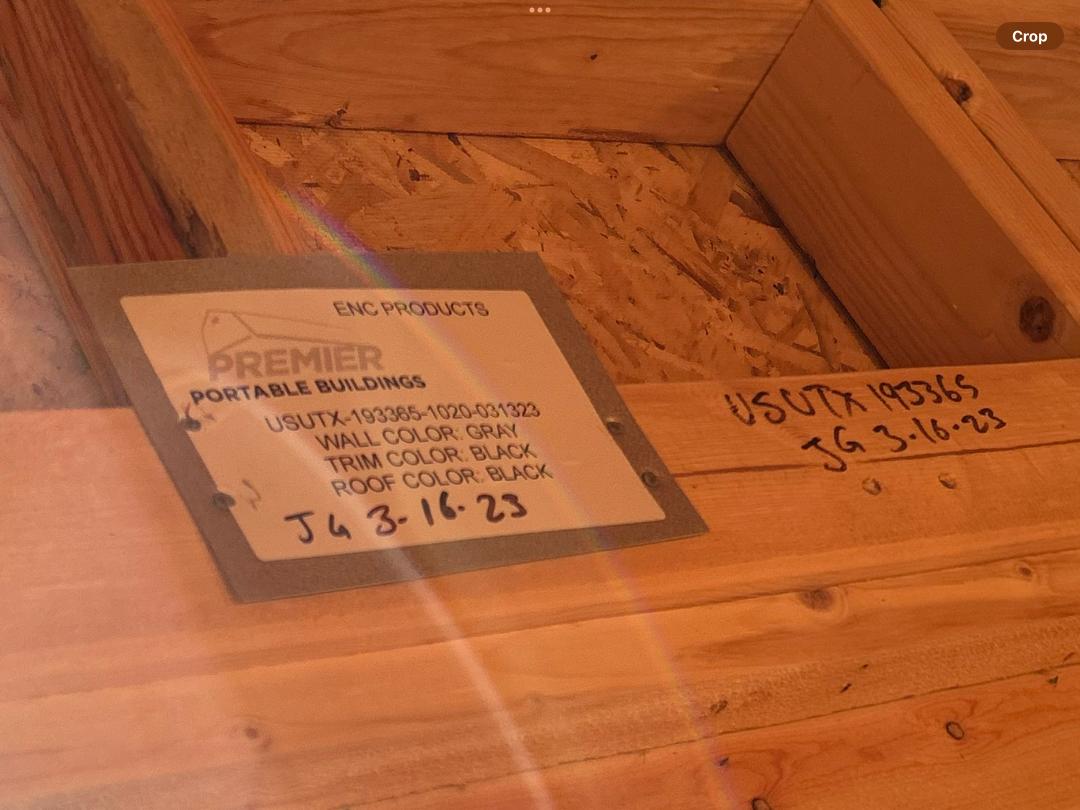 Crop
ENC PRODUCTS
PREMIER
PORTABLE BUILDINGS
USUTX-193365-1020-031323
WALL COLOR: GRAY
TRIM COLOR: BLACK
ROOF COLOR: BLACK
JG 3-16-23
USUTX 193365
JG 3-16-23